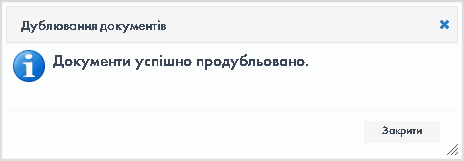 Дублювання документів
Документи успішно продубльовано.
Закрити